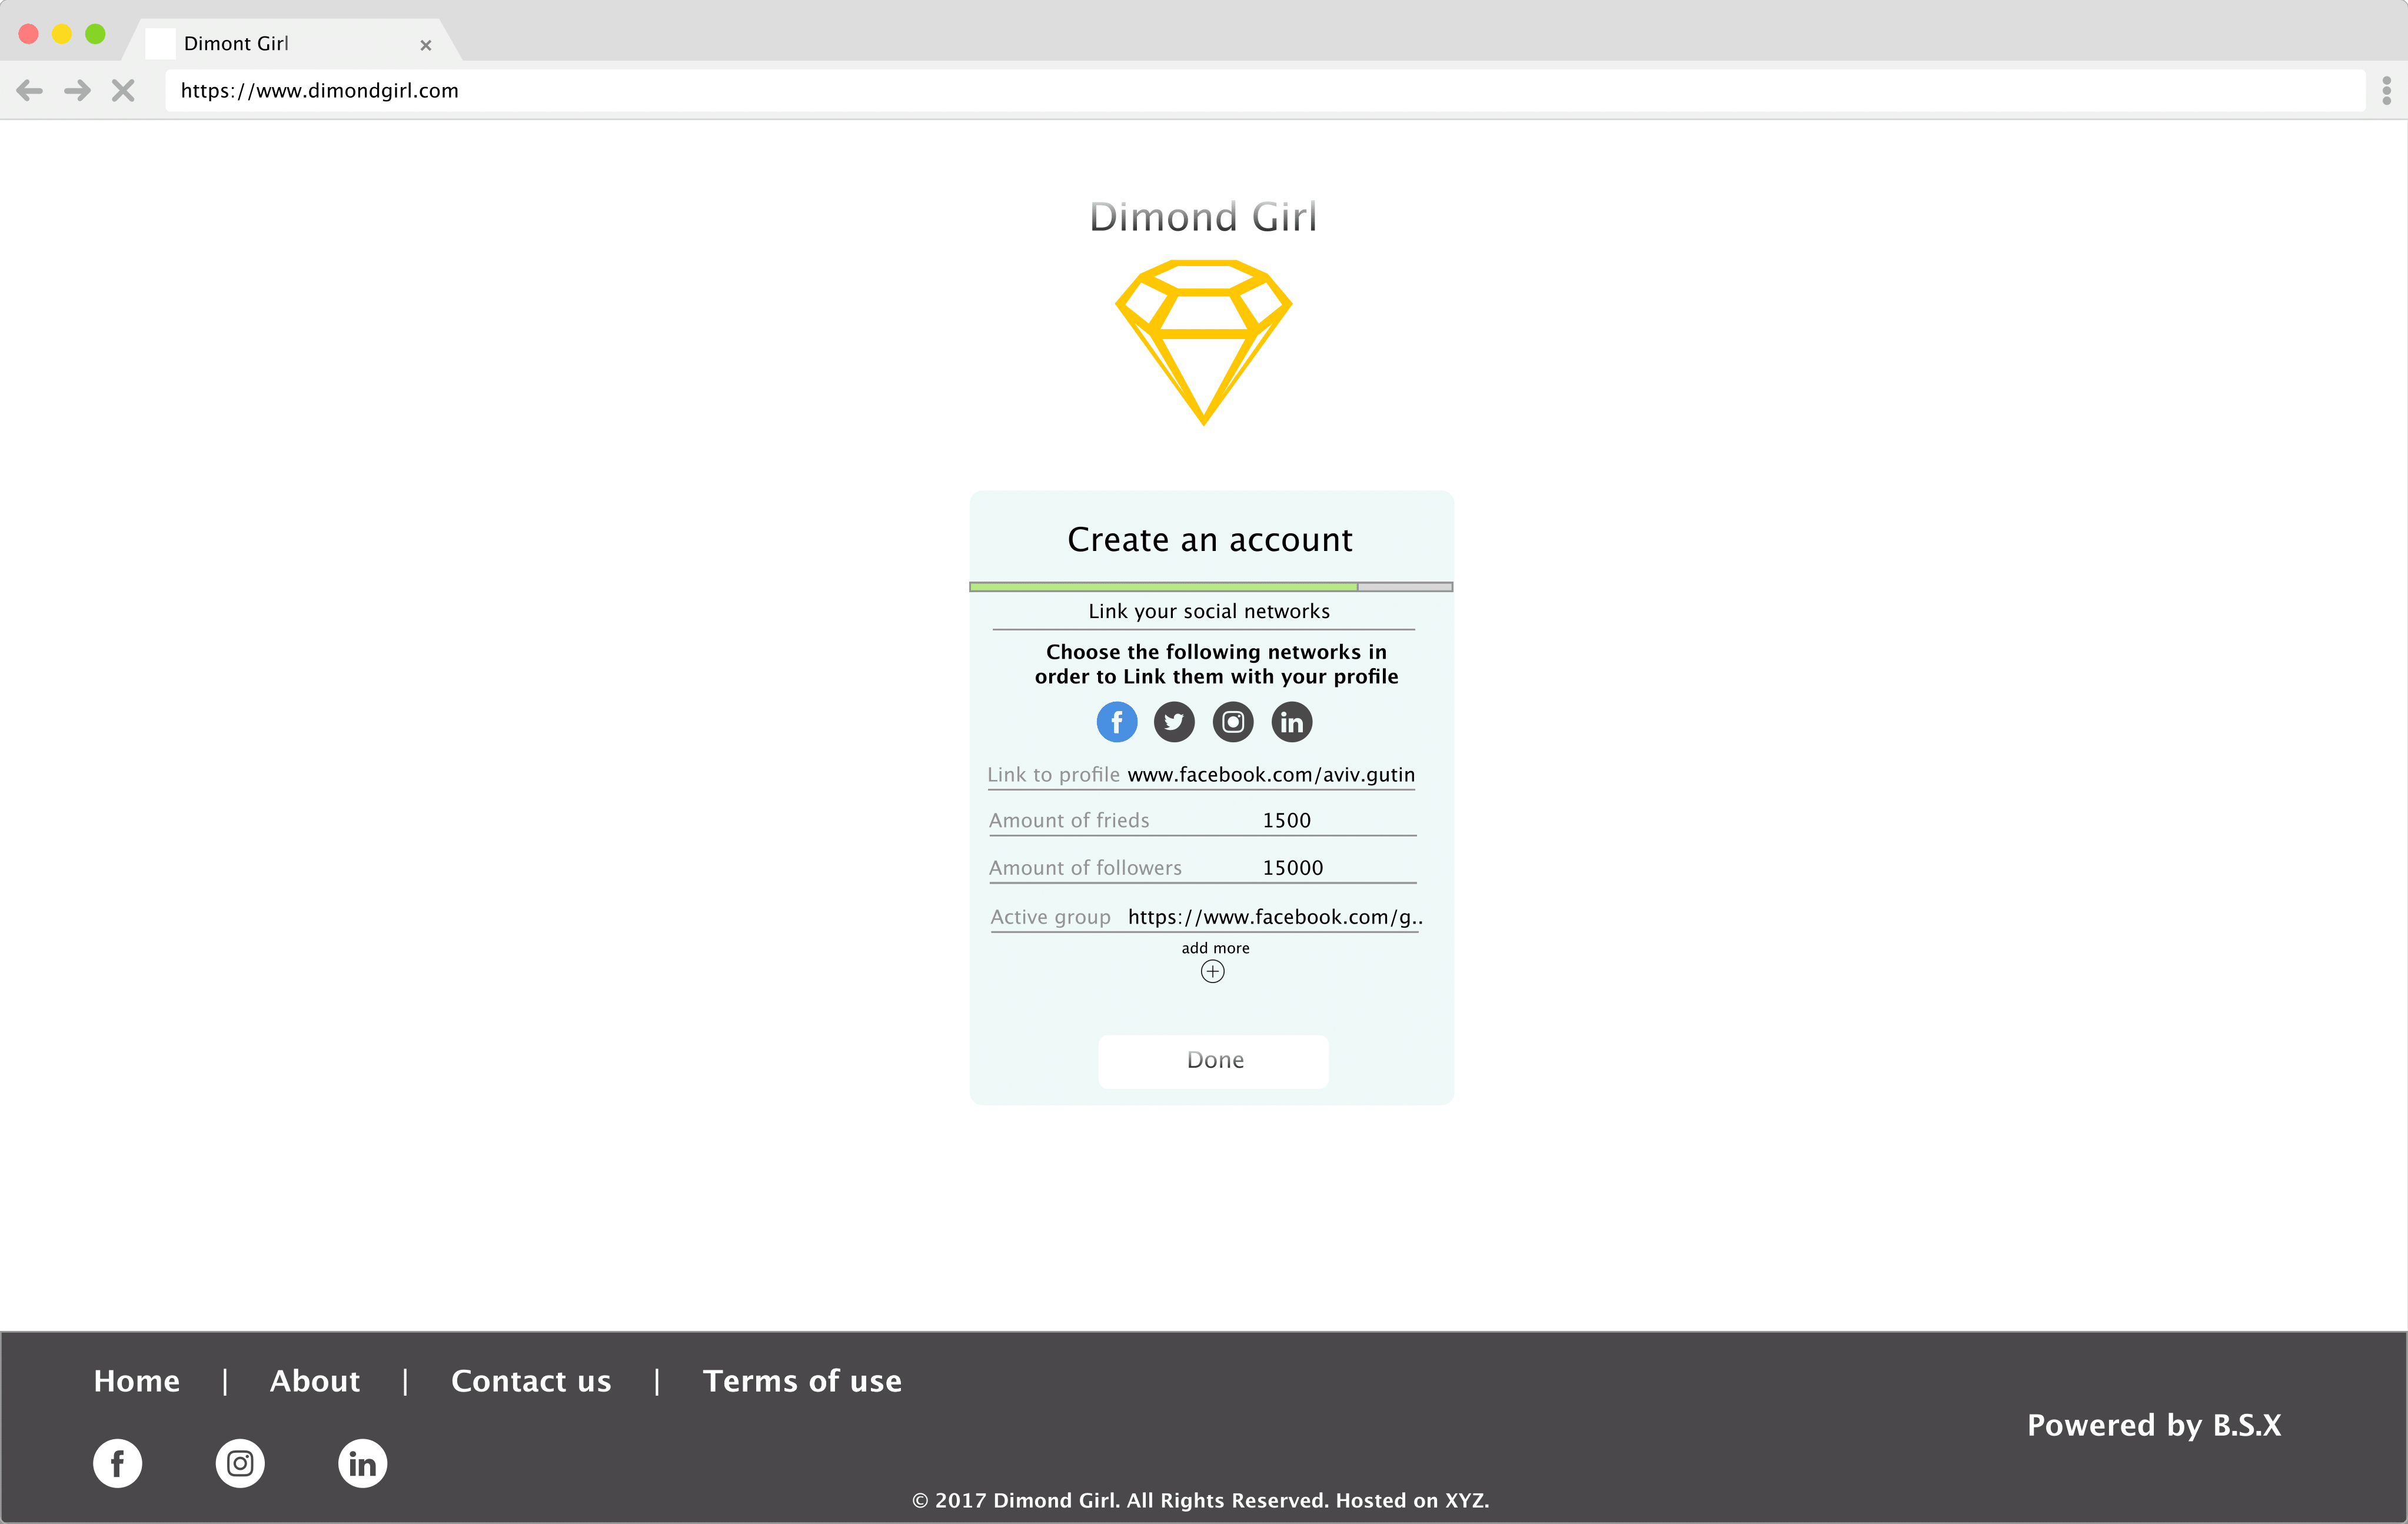 Dimont Girl
https://www.dimondgirl.com
Dimond Girl
Create an account
Link your social networks
Choose the following networks in
order to Link them with your profile
Link to profile www.facebook.com/aviv.gutin
Amount of frieds 1500
Amount of followers 15000
Active group https://www.facebook.com/g..
add more
Done
Home | About | Contact us | Terms of use
Powered by B.S.X
© 2017 Dimond Girl. All Rights Reserved. Hosted on XYZ.